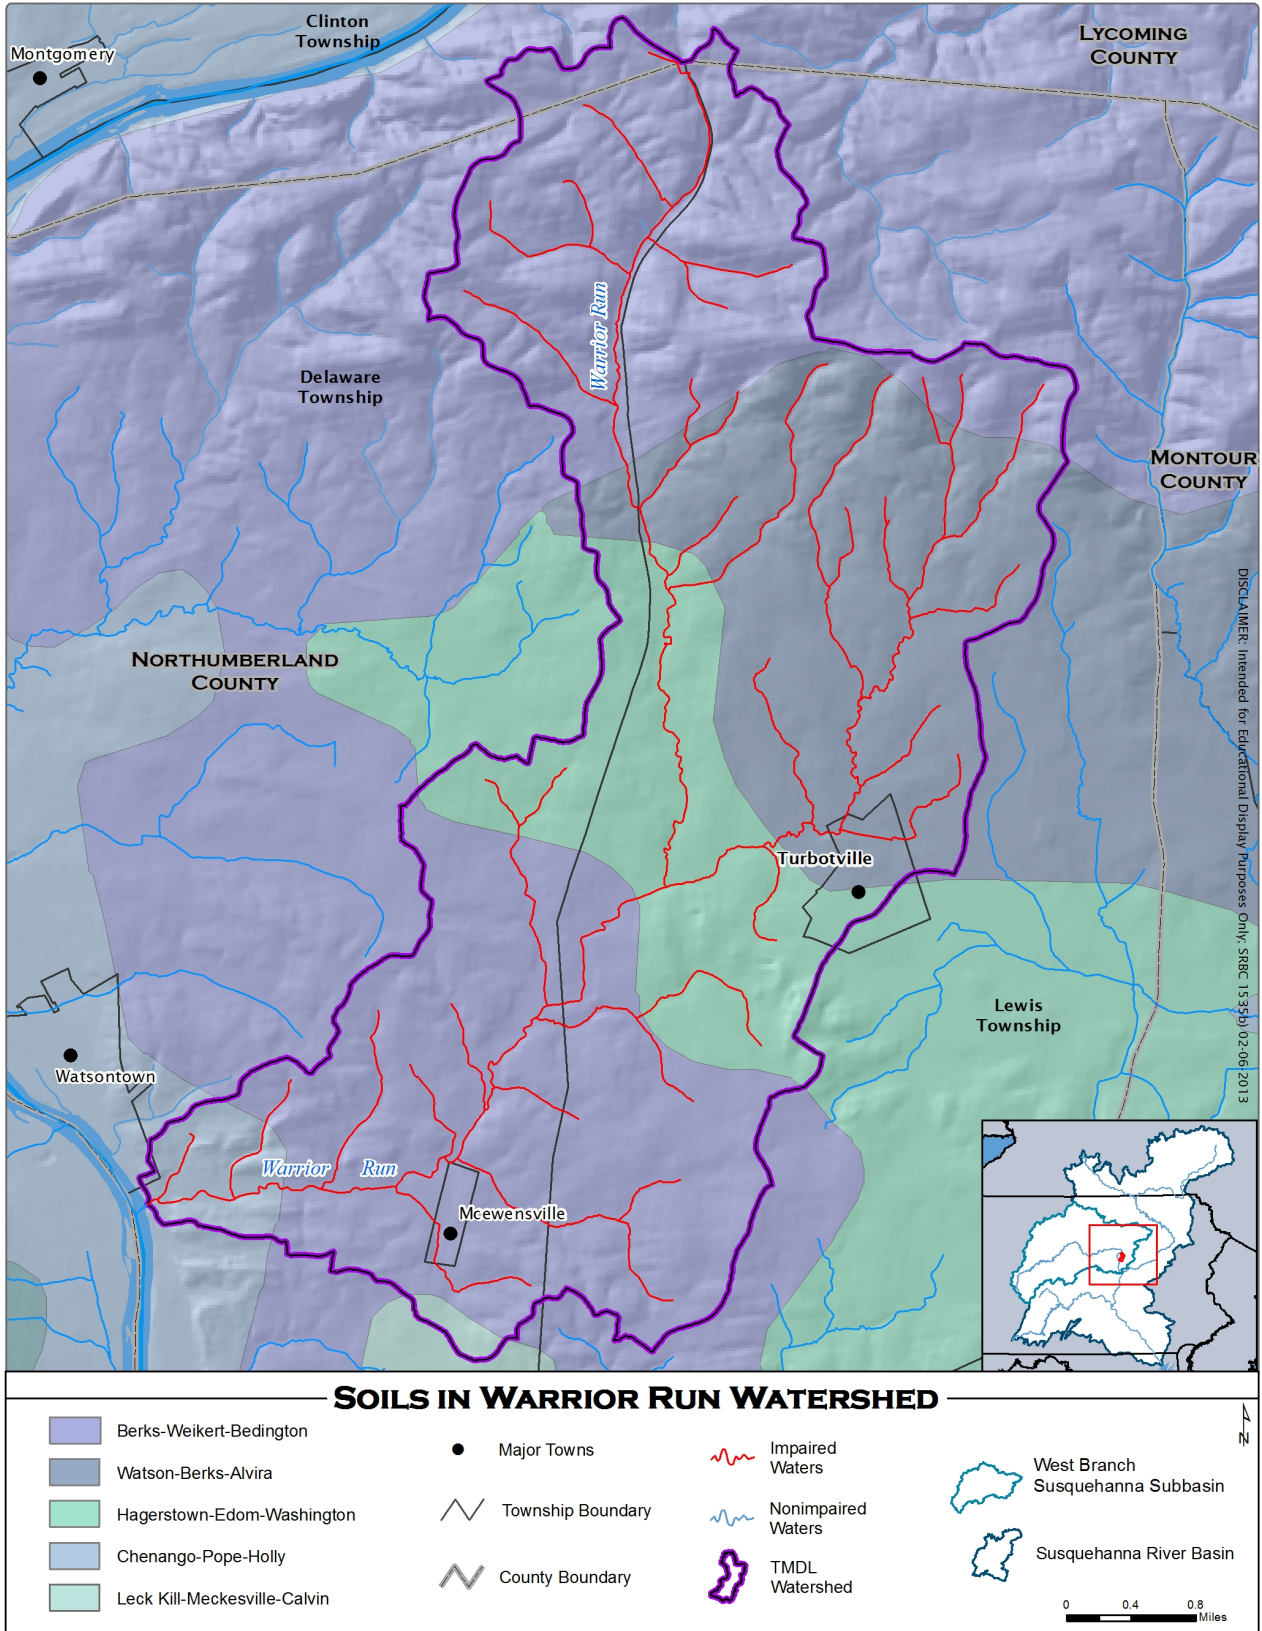 Clinton
Township
LYCOMING
COUNTY
Montgomery
Warrior Run
Delaware
Township
MONTOUR
COUNTY
NORTHUMBERLAND
COUNTY
DISCLAIMER: Intended for Educational Display Purposes Only; SRBC 1535b) 02-06-2013
Turbotville
Lewis
Township
Watsontown
Warrior Run
Mcewensville
SOILS IN WARRIOR RUN WATERSHED
Berks-Weikert-Bedington
Watson-Berks-Alvira
Hagerstown-Edom-Washington
Chenango-Pope-Holly
Leck Kill-Meckesville-Calvin
Major Towns
Township Boundary
County Boundary
Impaired
Waters
Nonimpaired
Waters
TMDL
Watershed
West Branch
Susquehanna Subbasin
Susquehanna River Basin
N
0 0.4 0.8
Miles